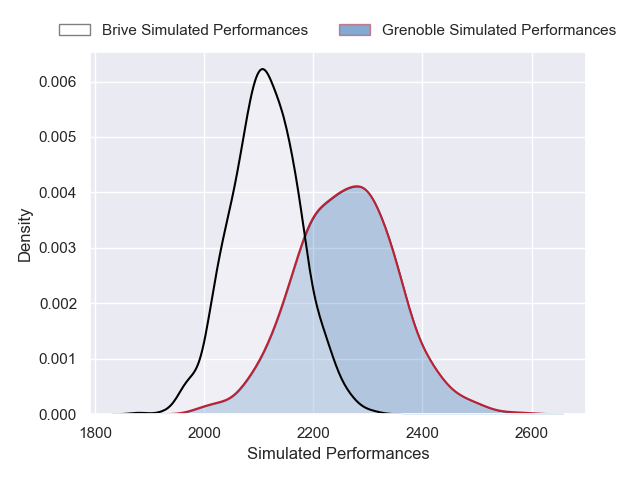 Brive Simulated Performances
Grenoble Simulated Performances
0.006
0.005
0.004
0.003
0.002
0.001
0.000
Density
1800 2000 2200 2400 2600
Simulated Performances